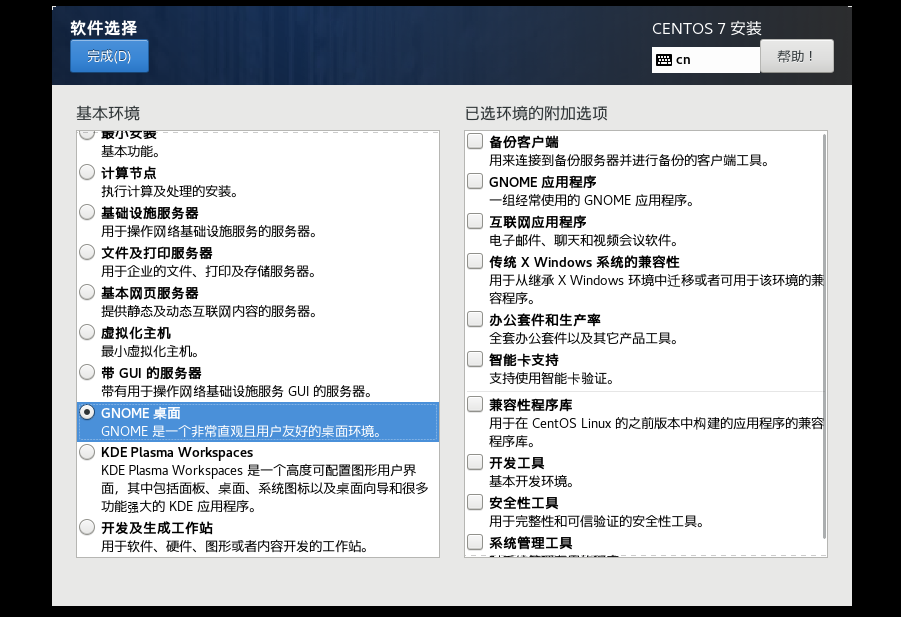 软件选择
完成(D)
CENTOS 7 安装
cn
帮助！
基本环境
最小安装
基本功能。
计算节点
执行计算及处理的安装。
基础设施服务器
用于操作网络基础设施服务的服务器。
文件及打印服务器
用于企业的文件、打印及存储服务器。
基本网页服务器
提供静态及动态互联网内容的服务器。
虚拟化主机
最小虚拟化主机。
带 GUI 的服务器
带有用于操作网络基础设施服务 GUI 的服务器。
GNOME 桌面
GNOME 是一个非常直观且用户友好的桌面环境。
KDE Plasma Workspaces
KDE Plasma Workspaces 是一个高度可配置图形用户界
面，其中包括面板、桌面、系统图标以及桌面向导和很多
功能强大的 KDE 应用程序。
开发及生成工作站
用于软件、硬件、图形或者内容开发的工作站。
已选环境的附加选项
备份客户端
用来连接到备份服务器并进行备份的客户端工具。
GNOME 应用程序
一组经常使用的 GNOME 应用程序。
互联网应用程序
电子邮件、聊天和视频会议软件。
传统 X Windows 系统的兼容性
用于从继承 X Windows 环境中迁移或者可用于该环境的兼
容程序。
办公套件和生产率
全套办公套件以及其它产品工具。
智能卡支持
支持使用智能卡验证。
兼容性程序库
用于在 CentOS Linux 的之前版本中构建的应用程序的兼容
程序库。
开发工具
基本开发环境。
安全性工具
用于完整性和可信验证的安全性工具。
系统管理工具